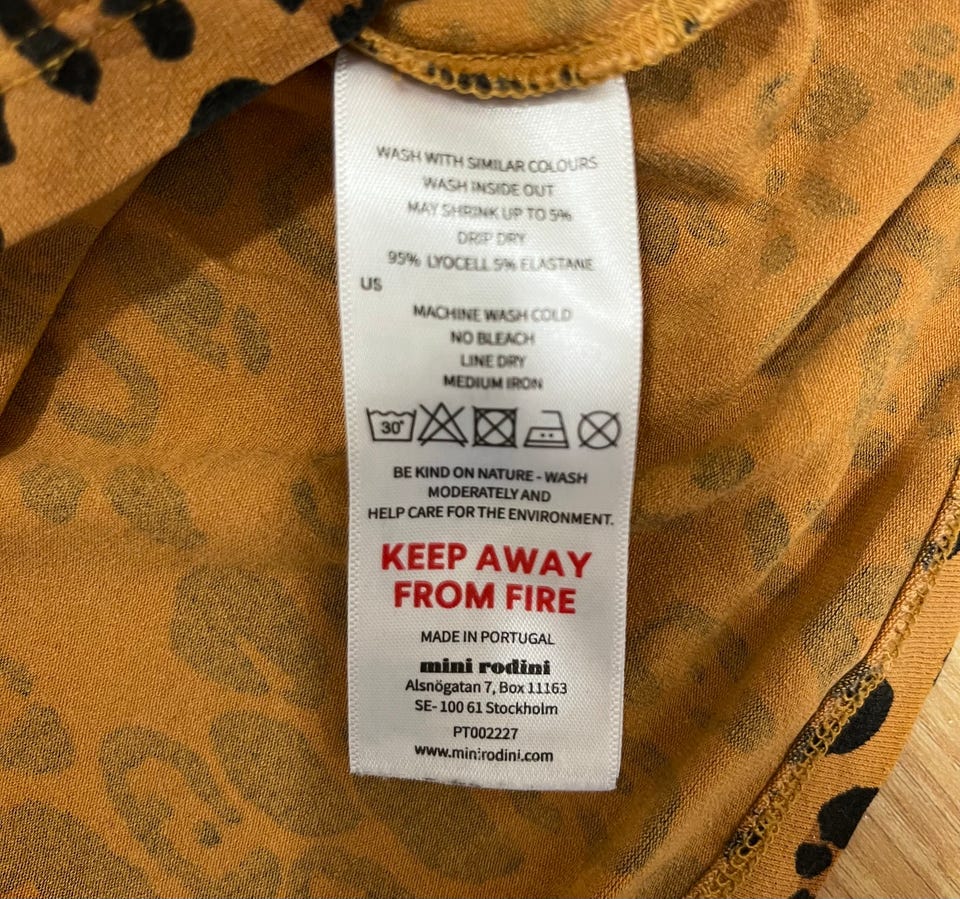 WASH WITH SIMILAR COLOURS
WASH INSIDE OUT
MAY SHRINK UP TO 5%
DRIP DRY
95% LYOCELL 5% ELASTANE
US
MACHINE WASH COLD
NO BLEACH
LINE DRY
MEDIUM IRON
30°
BE KIND ON NATURE - WASH
MODERATELY AND
HELP CARE FOR THE ENVIRONMENT.
KEEP AWAY
FROM FIRE
MADE IN PORTUGAL
mini rodini
Alsnögatan 7, Box 11163
SE- 100 61 Stockholm
PT002227
www.minirodini.com